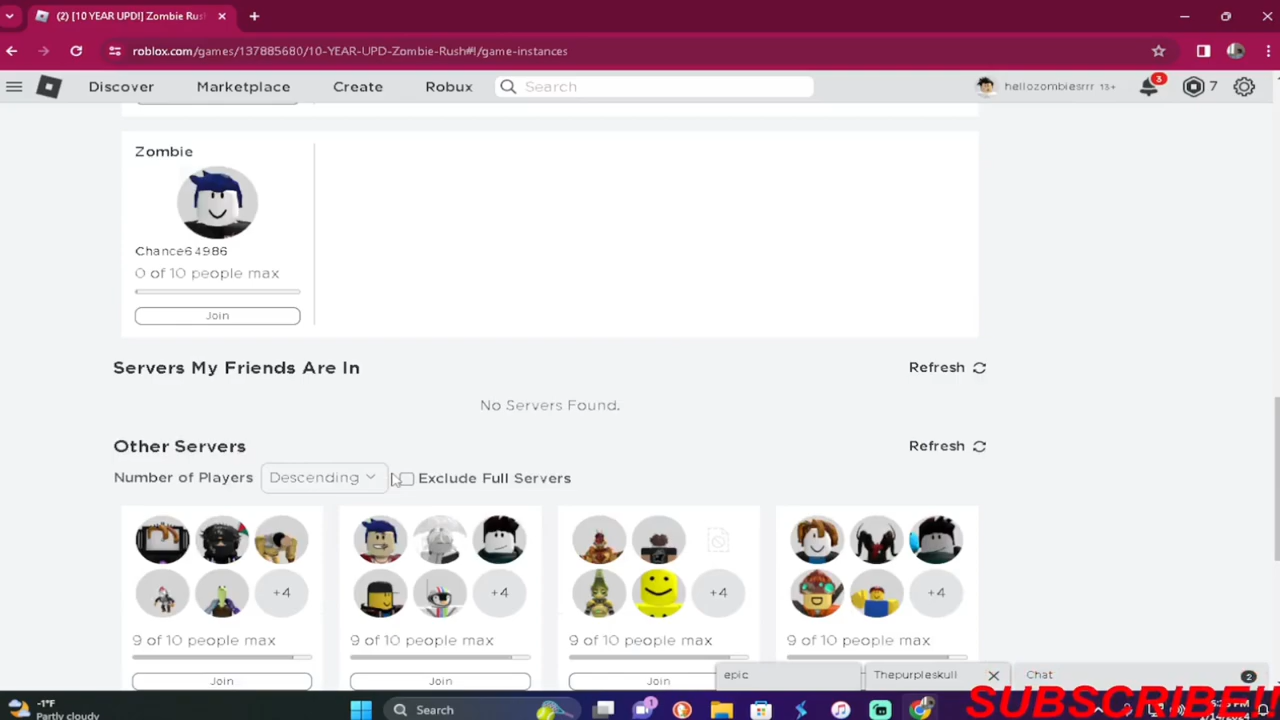 (2) [10 YEAR UPD!] Zombie Rus
roblox.com/games/137885680/10-YEAR-UPD-Zombie-Rush#!/game-instances
Discover Marketplace Create Robux Search hellozombiesrrr 13+ 3 7
Zombie
Chance64986
0 of 10 people max
Join
Servers My Friends Are In Refresh
No Servers Found.
Other Servers Refresh
Number of Players Descending Exclude Full Servers
+4 +4 +4 +4
9 of 10 people max 9 of 10 people max 9 of 10 people max 9 of 10 people max
Join Join Join
epic Thepurpleskull Chat 2
SUBSCRIBE!
-1°F
Partly cloudy
Search